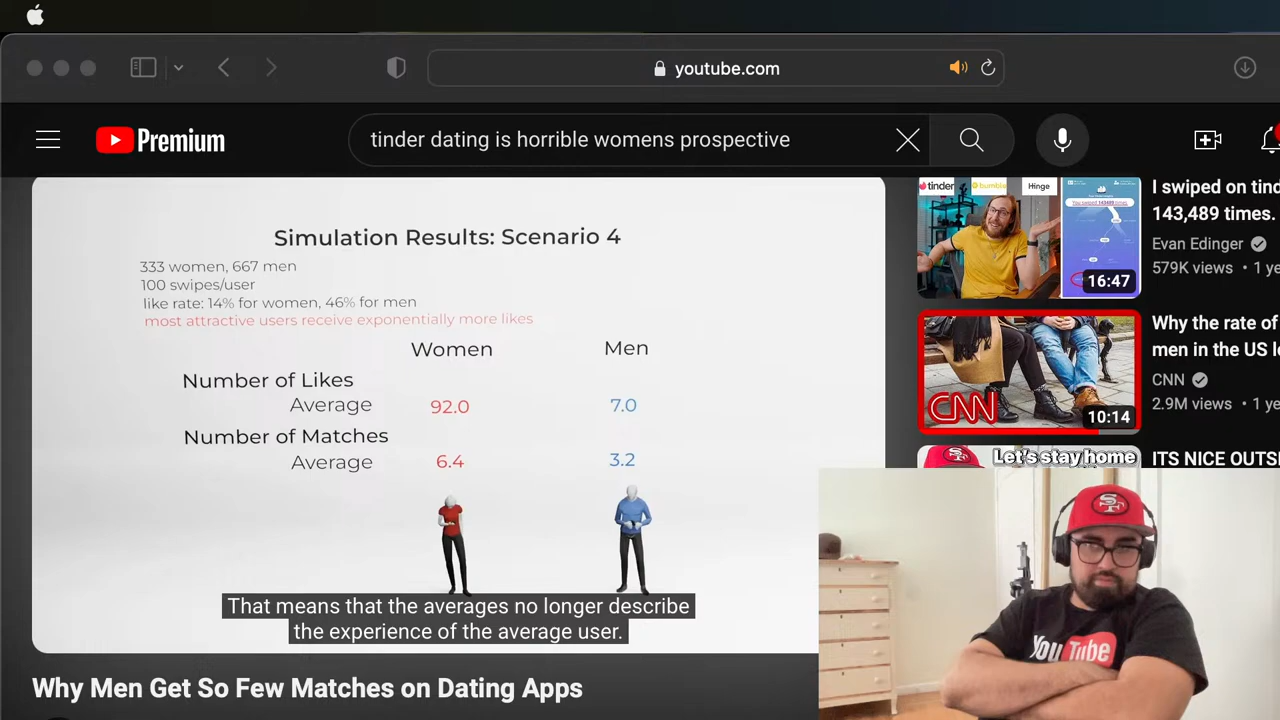 youtube.com
Premium
tinder dating is horrible womens prospective
Simulation Results: Scenario 4
333 women, 667 men
100 swipes/user
like rate: 14% for women, 46% for men
most attractive users receive exponentially more likes
Women
Men
Number of Likes
Average
92.0
7.0
Number of Matches
Average
6.4
3.2
That means that the averages no longer describe
the experience of the average user.
Why Men Get So Few Matches on Dating Apps
tinder
bumble
Hinge
16:47
I swiped on tind
143,489 times.
Evan Edinger
579K views • 1 ye
CNN
10:14
Why the rate of
men in the US l
CNN
2.9M views • 1 ye
Let's stay home
ITS NICE OUTS
SF
You Tube